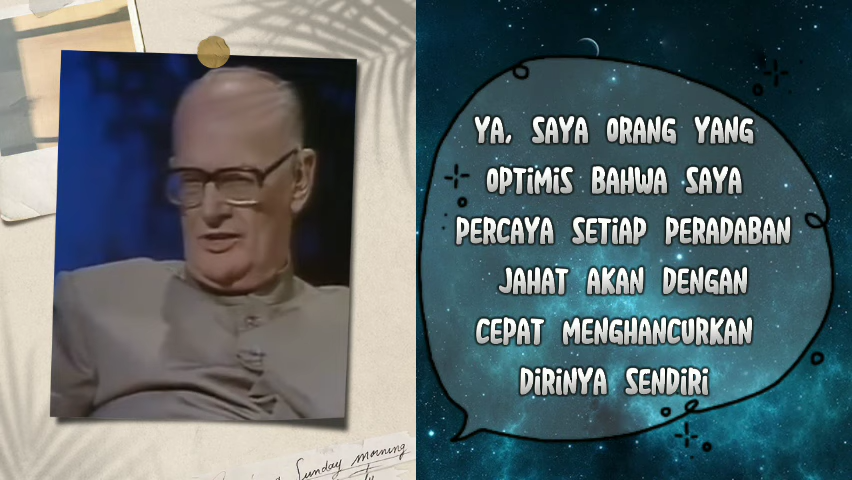 YA, SAYA ORANG YANG
OPTIMIS BAHWA SAYA
PERCAYA SETIAP PERADABAN
JAHAT AKAN DENGAN
CEPAT MENGHANCURKAN
DIRINYA SENDIRI
Sunday morning